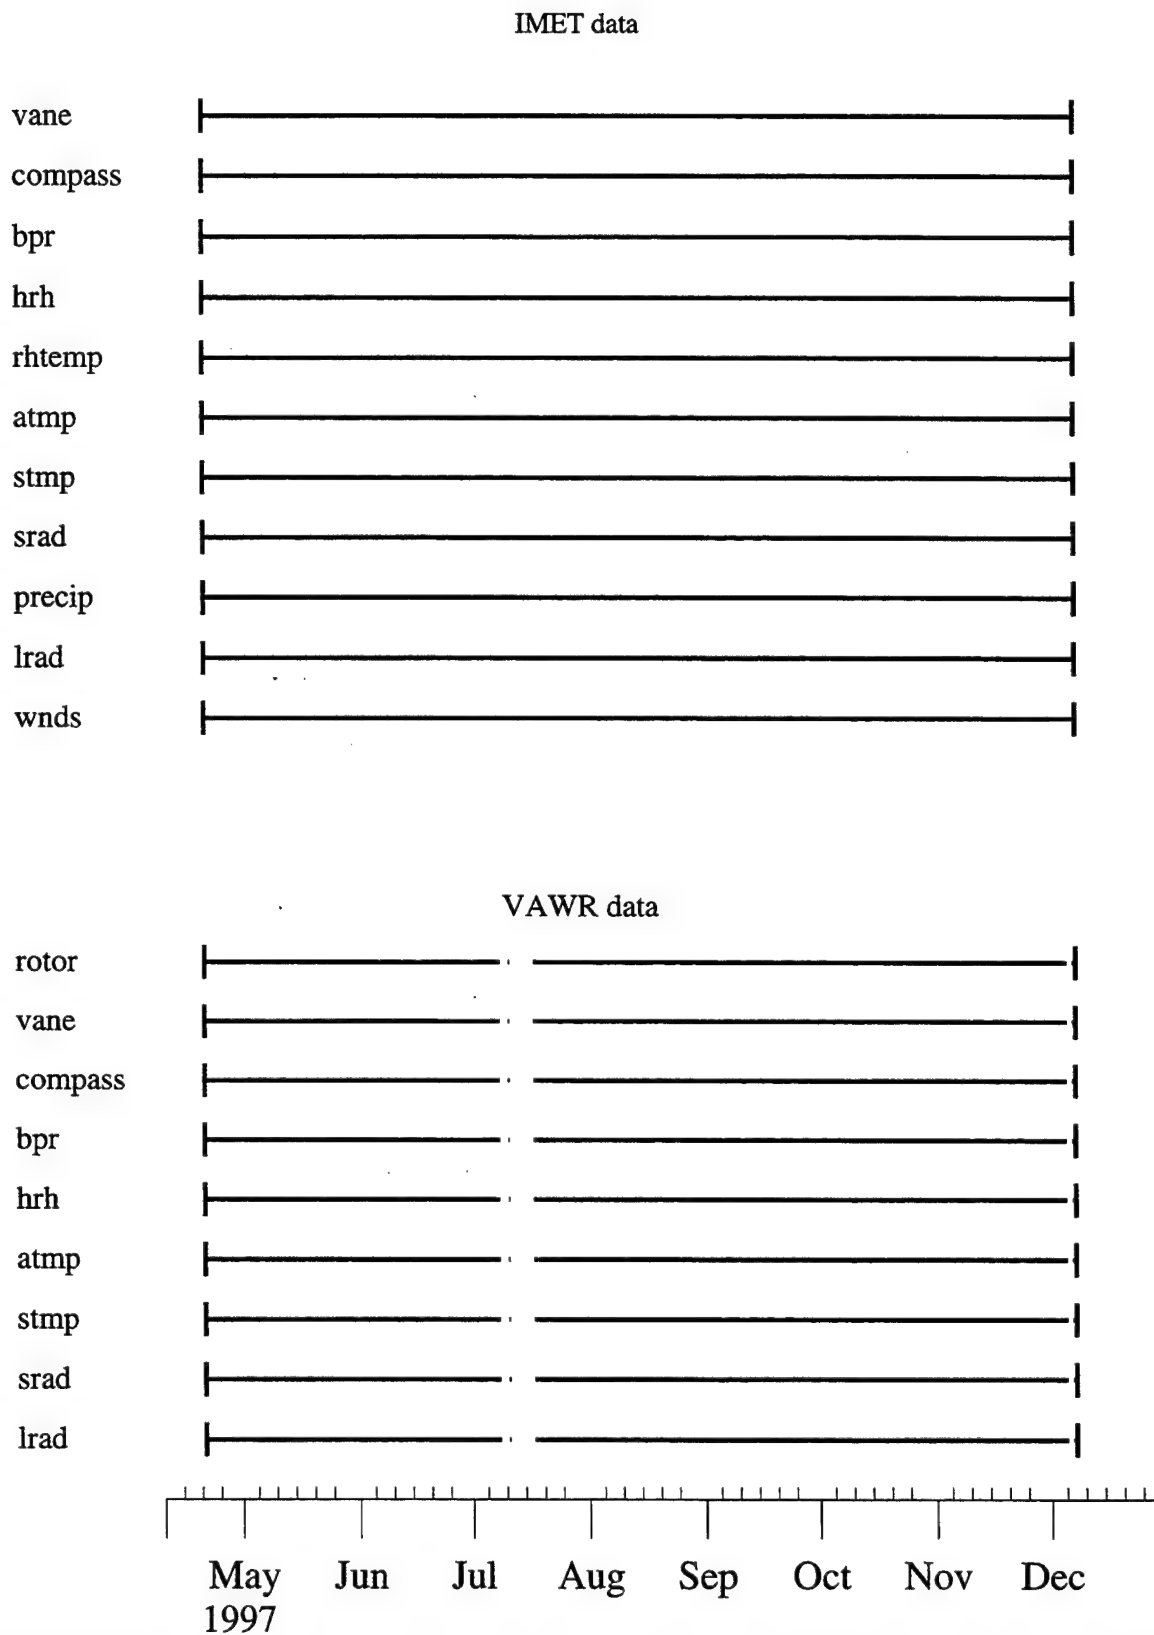 IMET data
vane
compass
bpr
hrh
rhtemp
atmp
stmp
srad
precip
lrad
wnds
VAWR data
rotor
vane
compass
bpr
hrh
atmp
stmp
srad
lrad
May Jun Jul Aug Sep Oct Nov Dec
1997